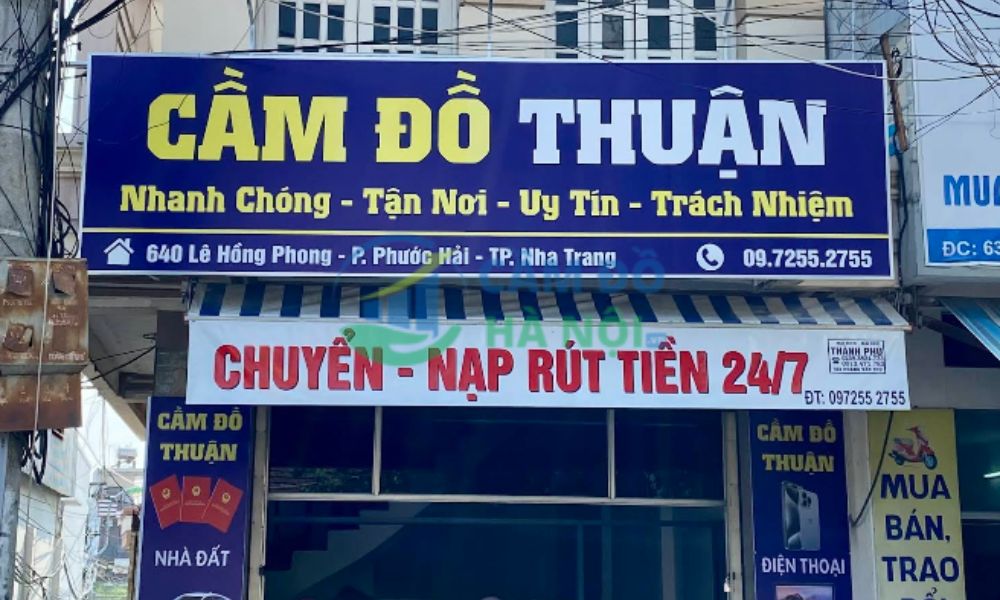 CẦM ĐỒ THUẬN
Nhanh Chóng - Tận Nơi - Uy Tín - Trách Nhiệm
640 Lê Hồng Phong - P. Phước Hải - TP. Nha Trang
09.7255.2755
MUA
ĐC: 63
CẦM ĐỒ
HÀ NỘI
CHUYỂN - NẠP RÚT TIỀN 24/7
THÀNH PHÚ
ĐT: 097255 2755
CẦM ĐỒ
THUẬN
NHÀ ĐẤT
CẦM ĐỒ
THUẬN
ĐIỆN THOẠI
MUA
BÁN,
TRAO
ĐỔI